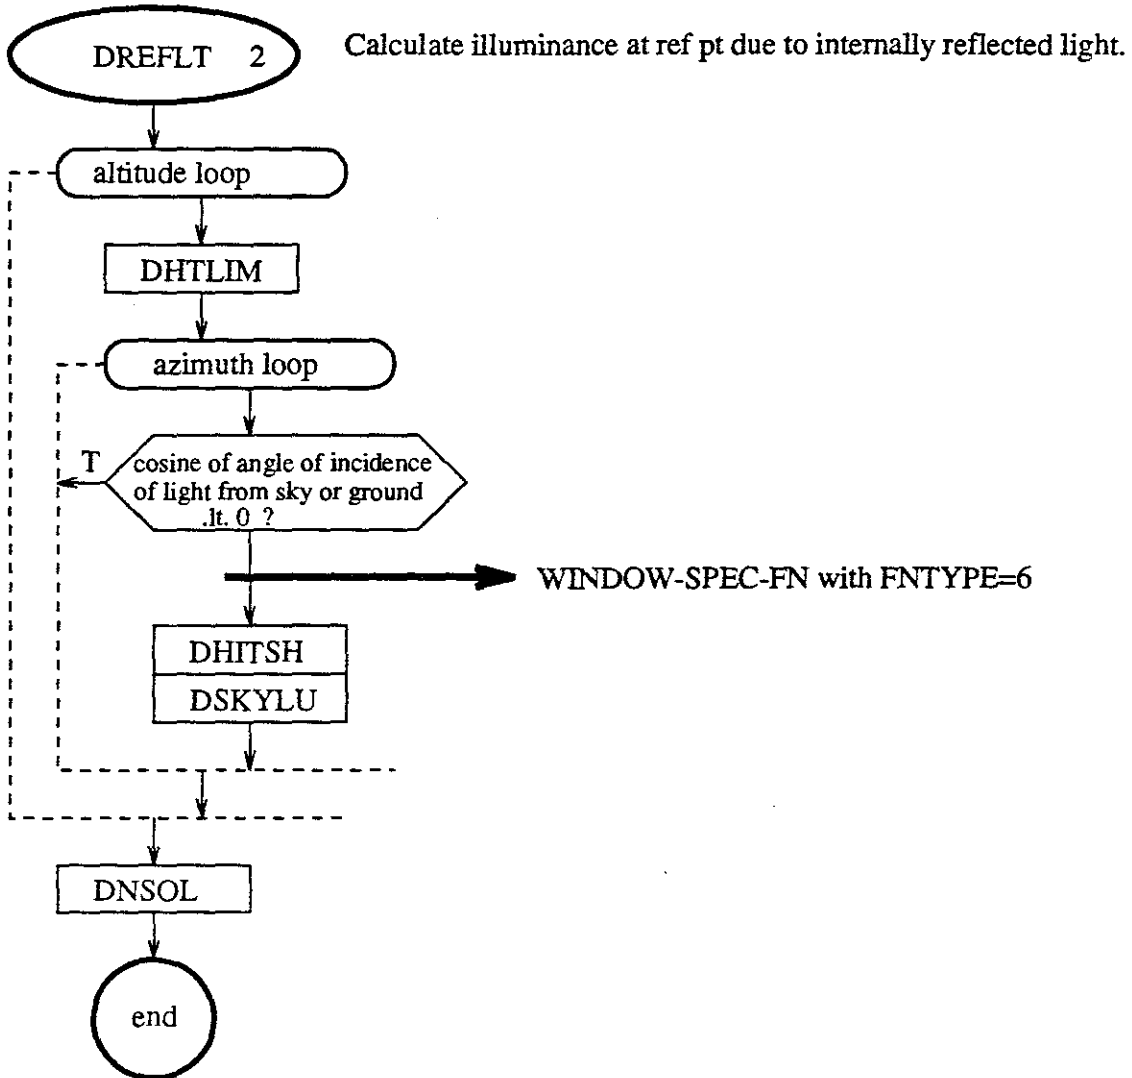 DREFLT 2
Calculate illuminance at ref pt due to internally reflected light.
altitude loop
DHTLIM
azimuth loop
T
cosine of angle of incidence
of light from sky or ground
.lt. 0 ?
WINDOW-SPEC-FN with FNTYPE=6
DHITSH
DSKYLU
DNSOL
end